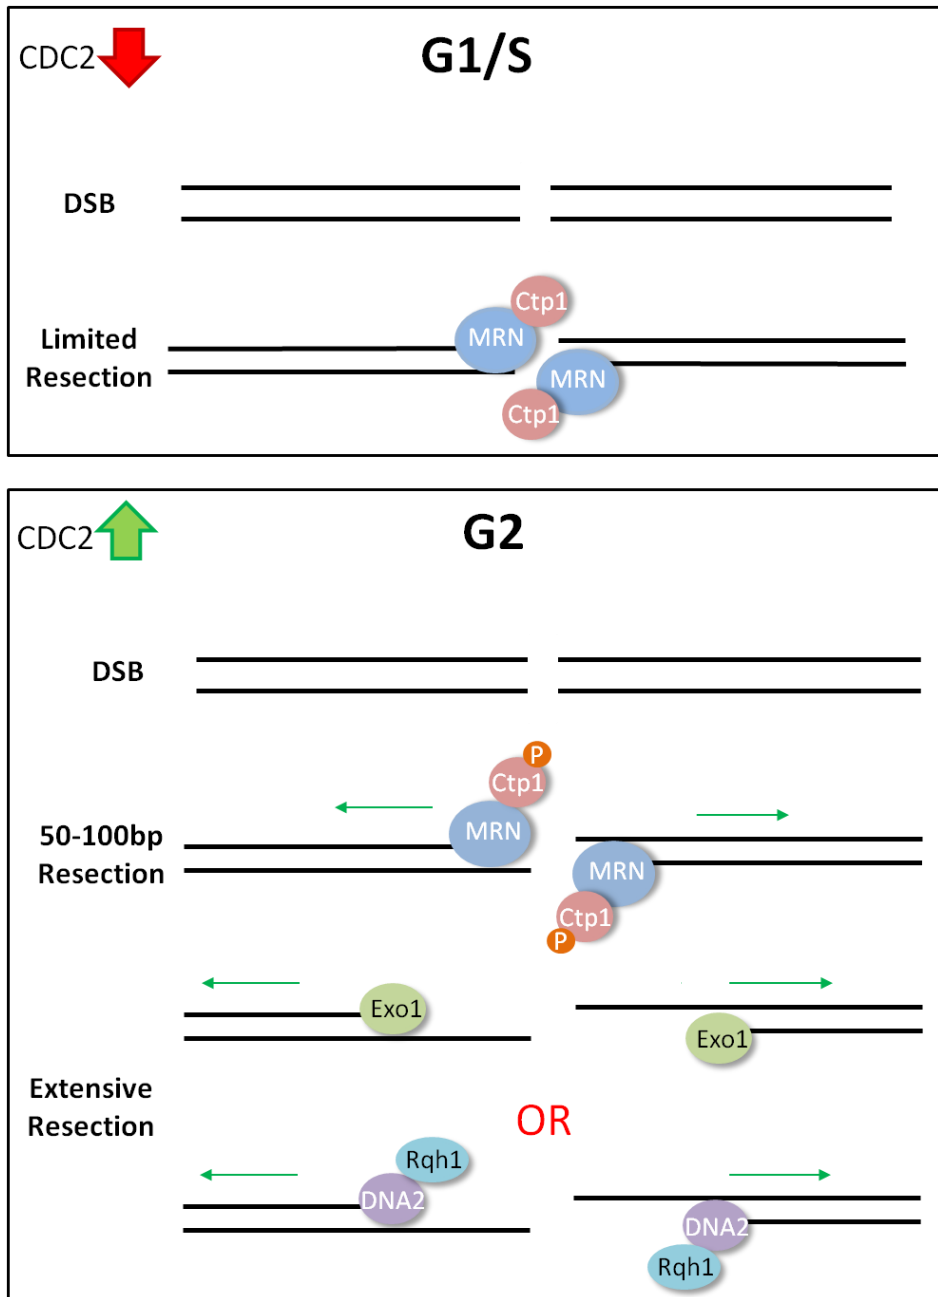 CDC2
G1/S
DSB
Ctp1
MRN
Limited
Resection
MRN
Ctp1
CDC2
G2
DSB
P
Ctp1
MRN
50-100bp
Resection
MRN
Ctp1
P
Exo1
Exo1
Extensive
Resection
OR
Rqh1
DNA2
DNA2
Rqh1